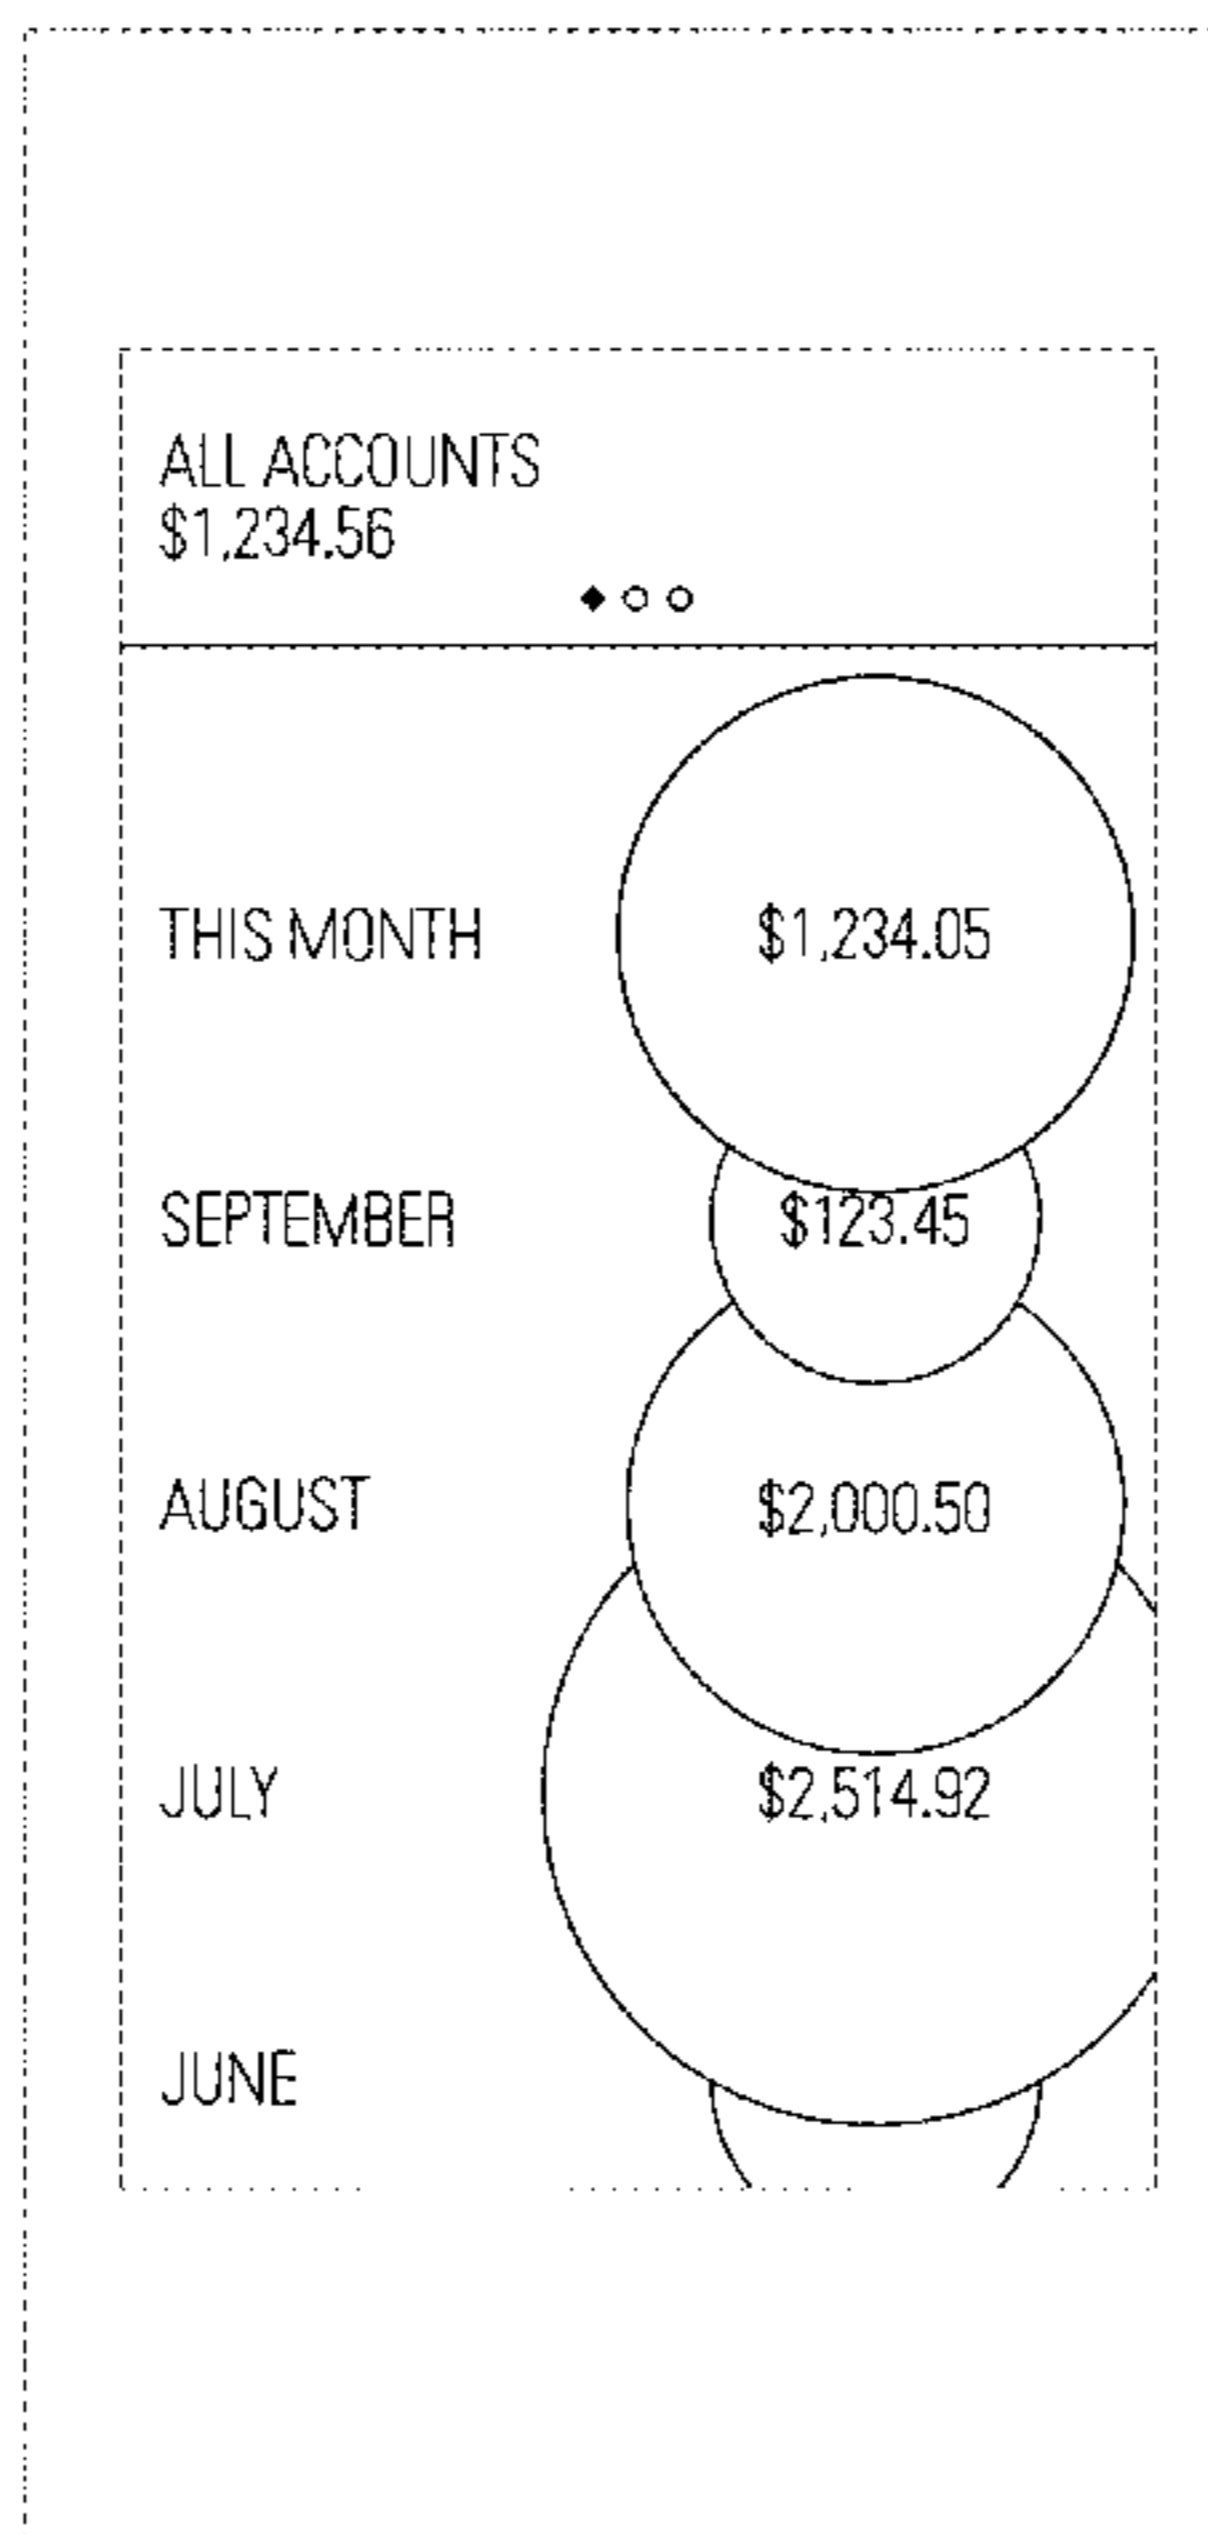 ALL ACCOUNTS
$1,234.56
THIS MONTH $1,234.05
SEPTEMBER $123.45
AUGUST $2,000.50
JULY $2,514.92
JUNE